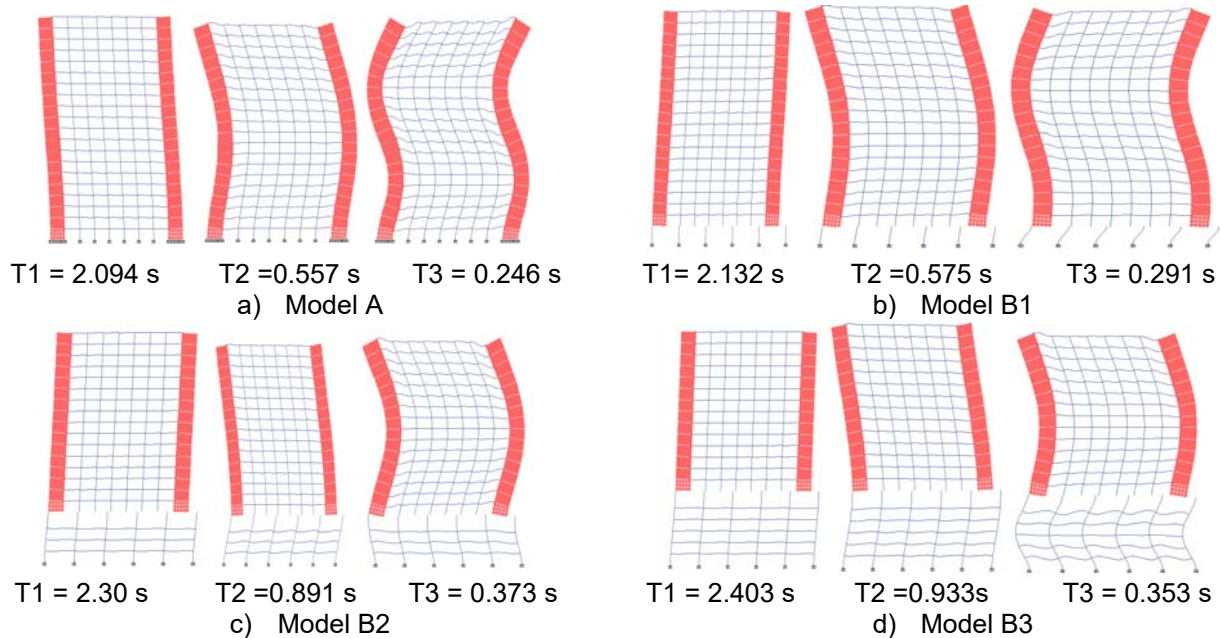 T1 = 2.094 s T2 =0.557 s T3 = 0.246 s
a) Model A
T1= 2.132 s T2 =0.575 s T3 = 0.291 s
b) Model B1
T1 = 2.30 s T2 =0.891 s T3 = 0.373 s
c) Model B2
T1 = 2.403 s T2 =0.933s T3 = 0.353 s
d) Model B3